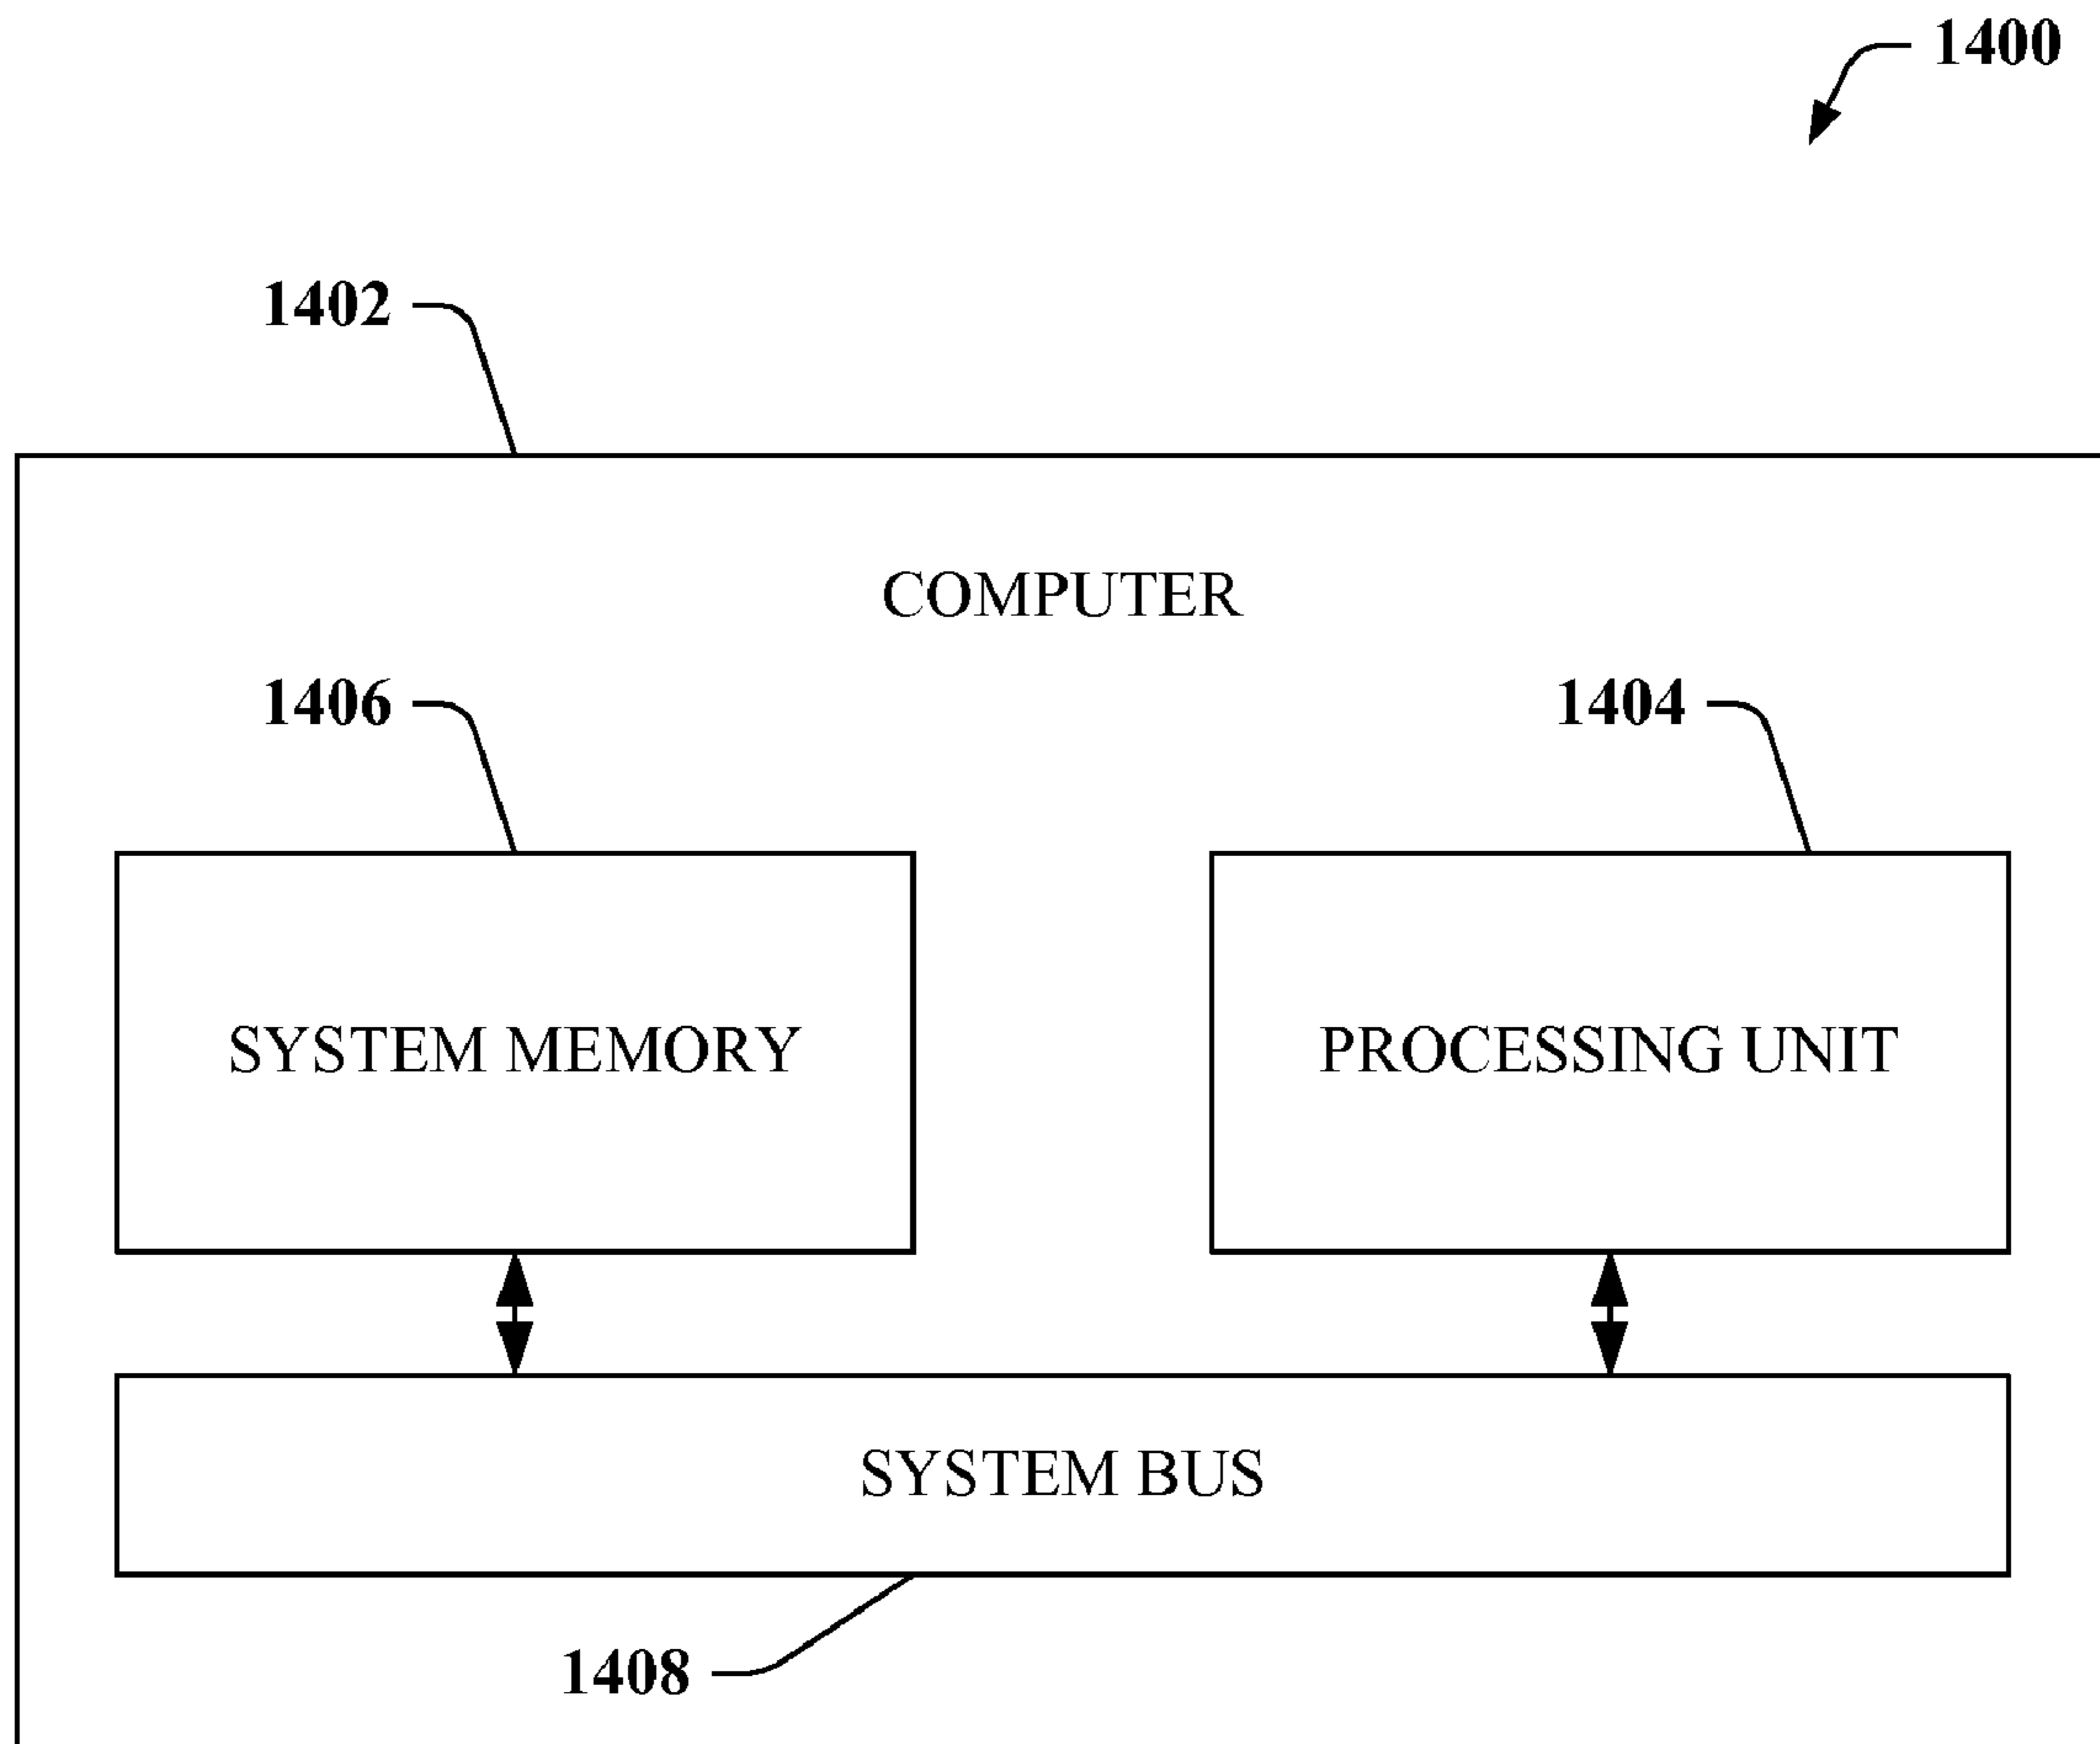 1400
1402
COMPUTER
1406
1404
SYSTEM MEMORY
PROCESSING UNIT
SYSTEM BUS
1408